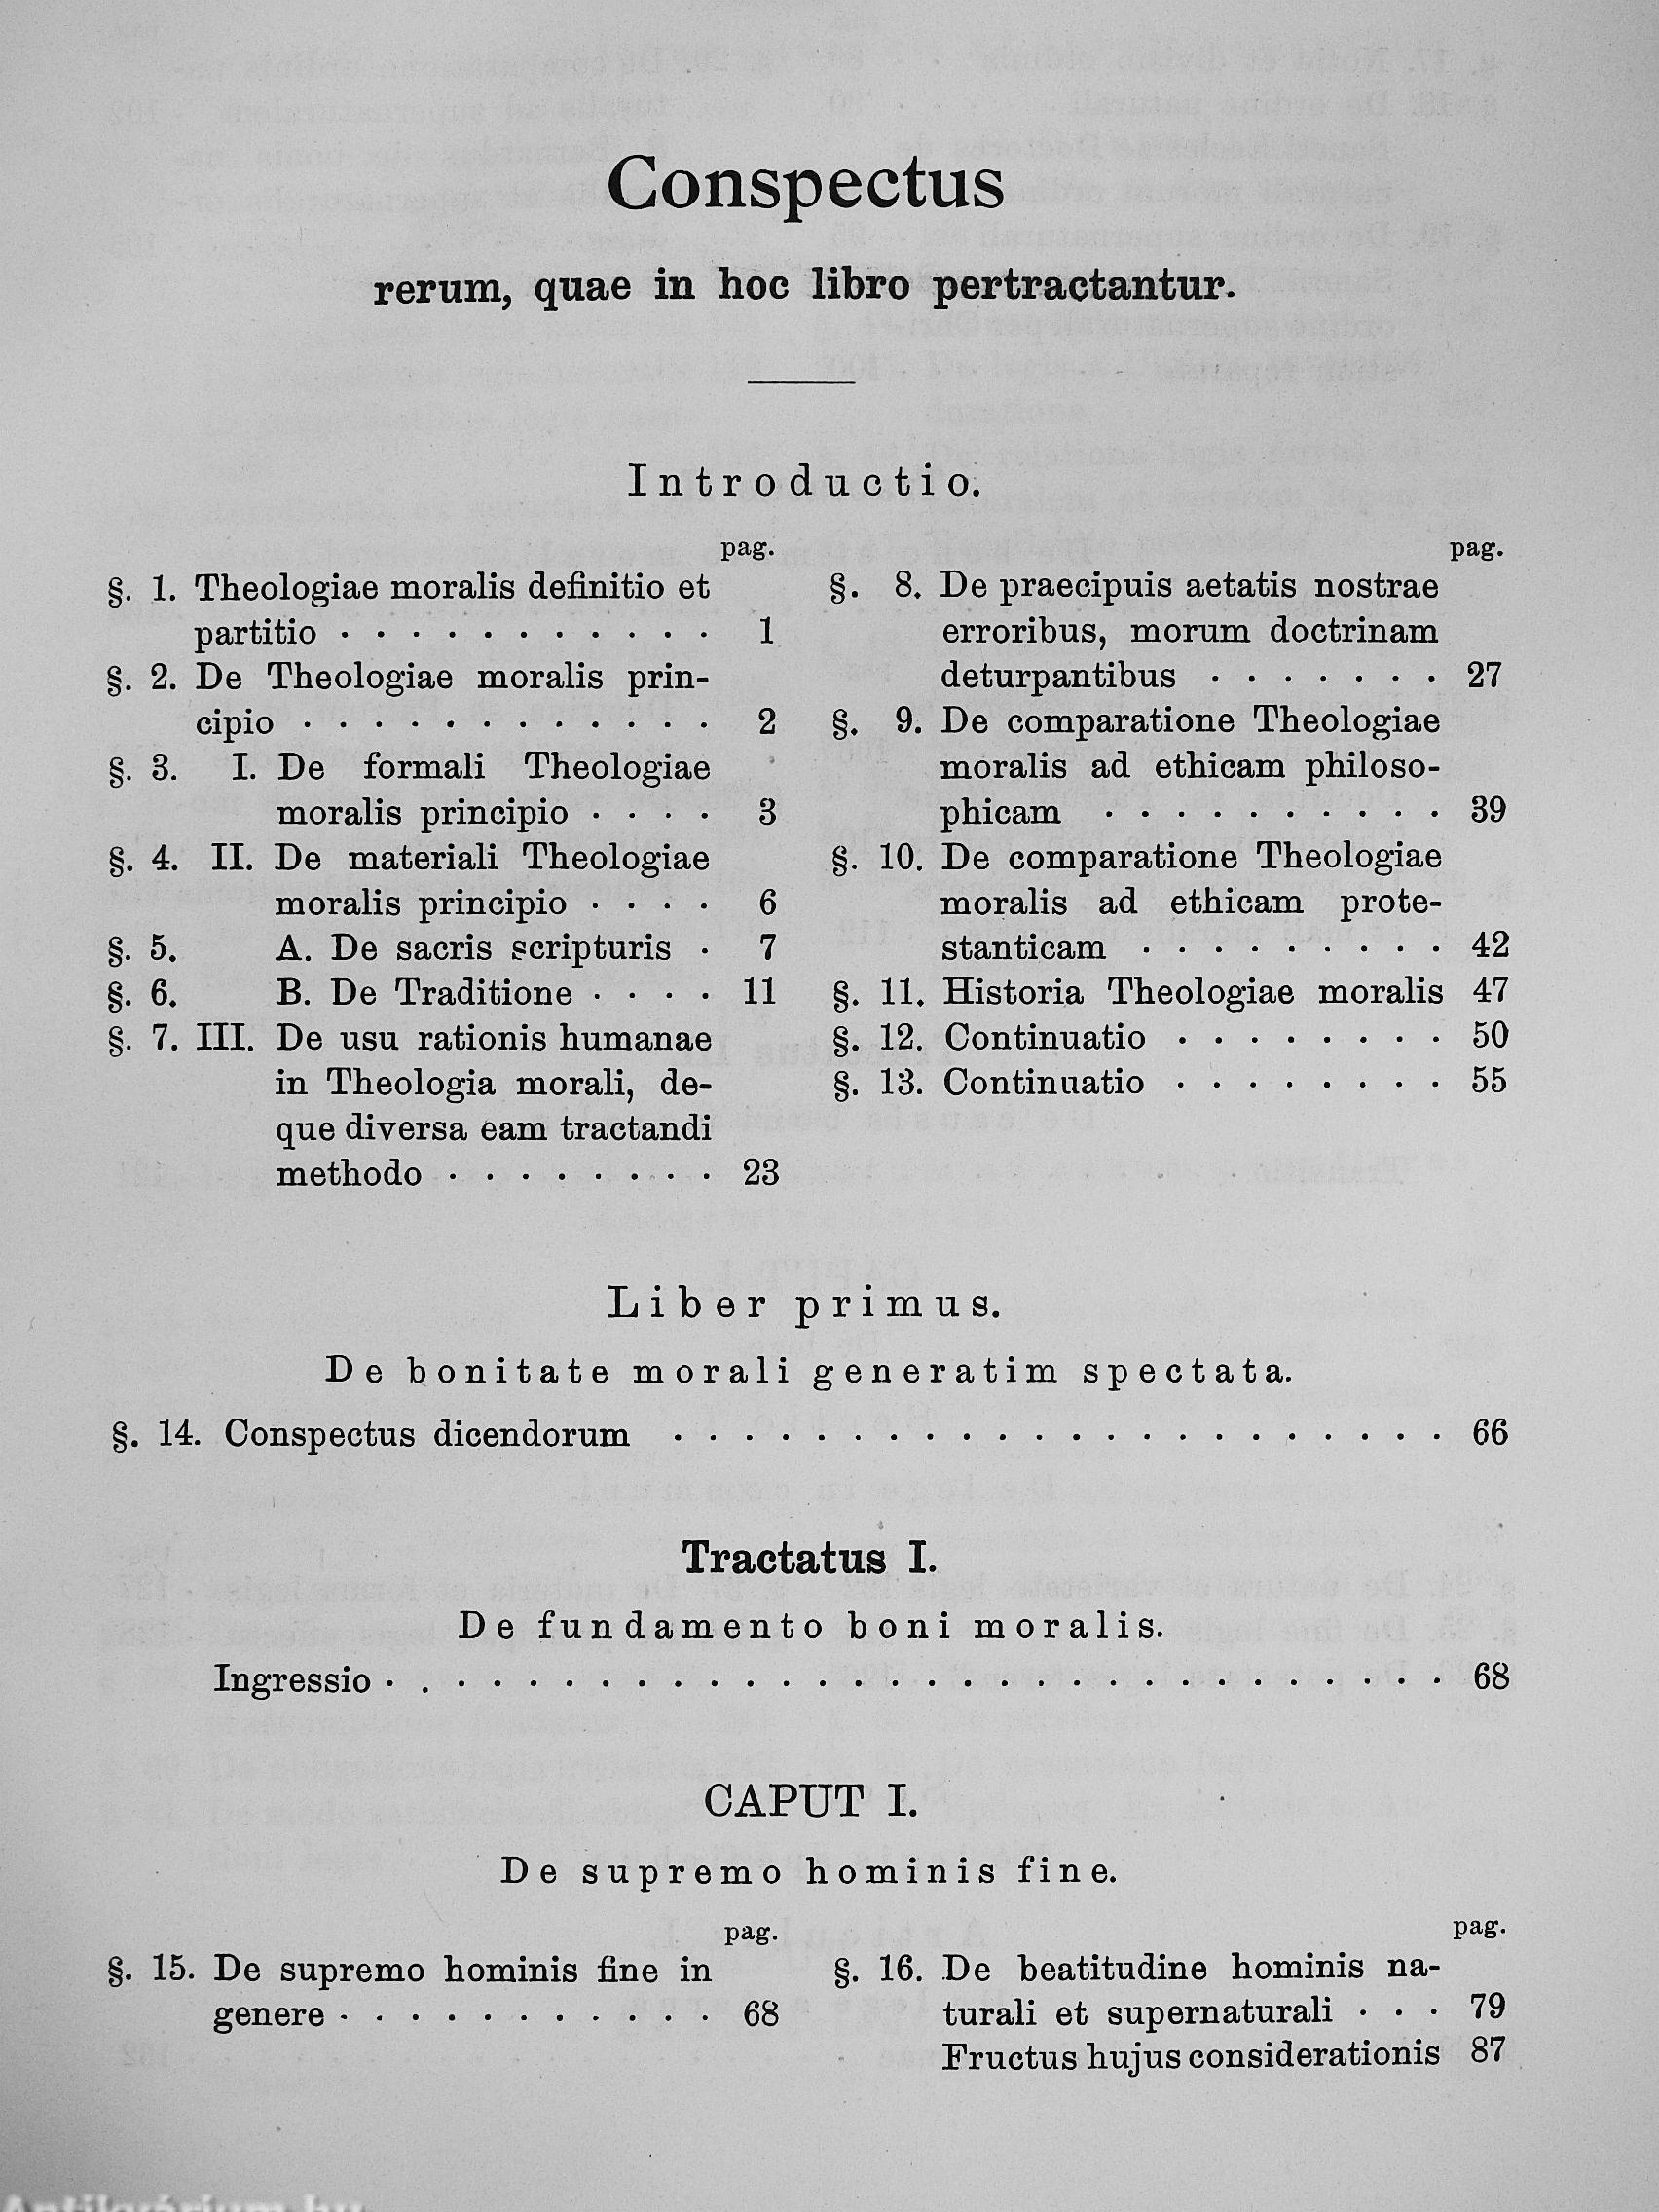 Conspectus
rerum, quae in hoc libro pertractantur.
Introductio.
pag.
§. 1. Theologiae moralis definitio et
partitio . . . . . . . . . . . 1
§. 2. De Theologiae moralis prin-
cipio . . . . . . . . . . . . 2
§. 3. I. De formali Theologiae
moralis principio . . . . 3
§. 4. II. De materiali Theologiae
moralis principio . . . . 6
§. 5. A. De sacris scripturis . 7
§. 6. B. De Traditione . . . . 11
§. 7. III. De usu rationis humanae
in Theologia morali, de-
que diversa eam tractandi
methodo . . . . . . . . 23
pag.
§. 8. De praecipuis aetatis nostrae
erroribus, morum doctrinam
deturpantibus . . . . . . . 27
§. 9. De comparatione Theologiae
moralis ad ethicam philoso-
phicam . . . . . . . . . . 39
§. 10. De comparatione Theologiae
moralis ad ethicam prote-
stanticam . . . . . . . . . 42
§. 11. Historia Theologiae moralis 47
§. 12. Continuatio . . . . . . . . 50
§. 13. Continuatio . . . . . . . . 55
Liber primus.
De bonitate morali generatim spectata.
§. 14. Conspectus dicendorum . . . . . . . . . . . . . . . . . . . . . . 66
Tractatus I.
De fundamento boni moralis.
Ingressio . . . . . . . . . . . . . . . . . . . . . . . . . . . . . . 68
CAPUT I.
De supremo hominis fine.
pag.
§. 15. De supremo hominis fine in
genere . . . . . . . . . . . 68
pag.
§. 16. De beatitudine hominis na-
turali et supernaturali . . . 79
Fructus hujus considerationis 87